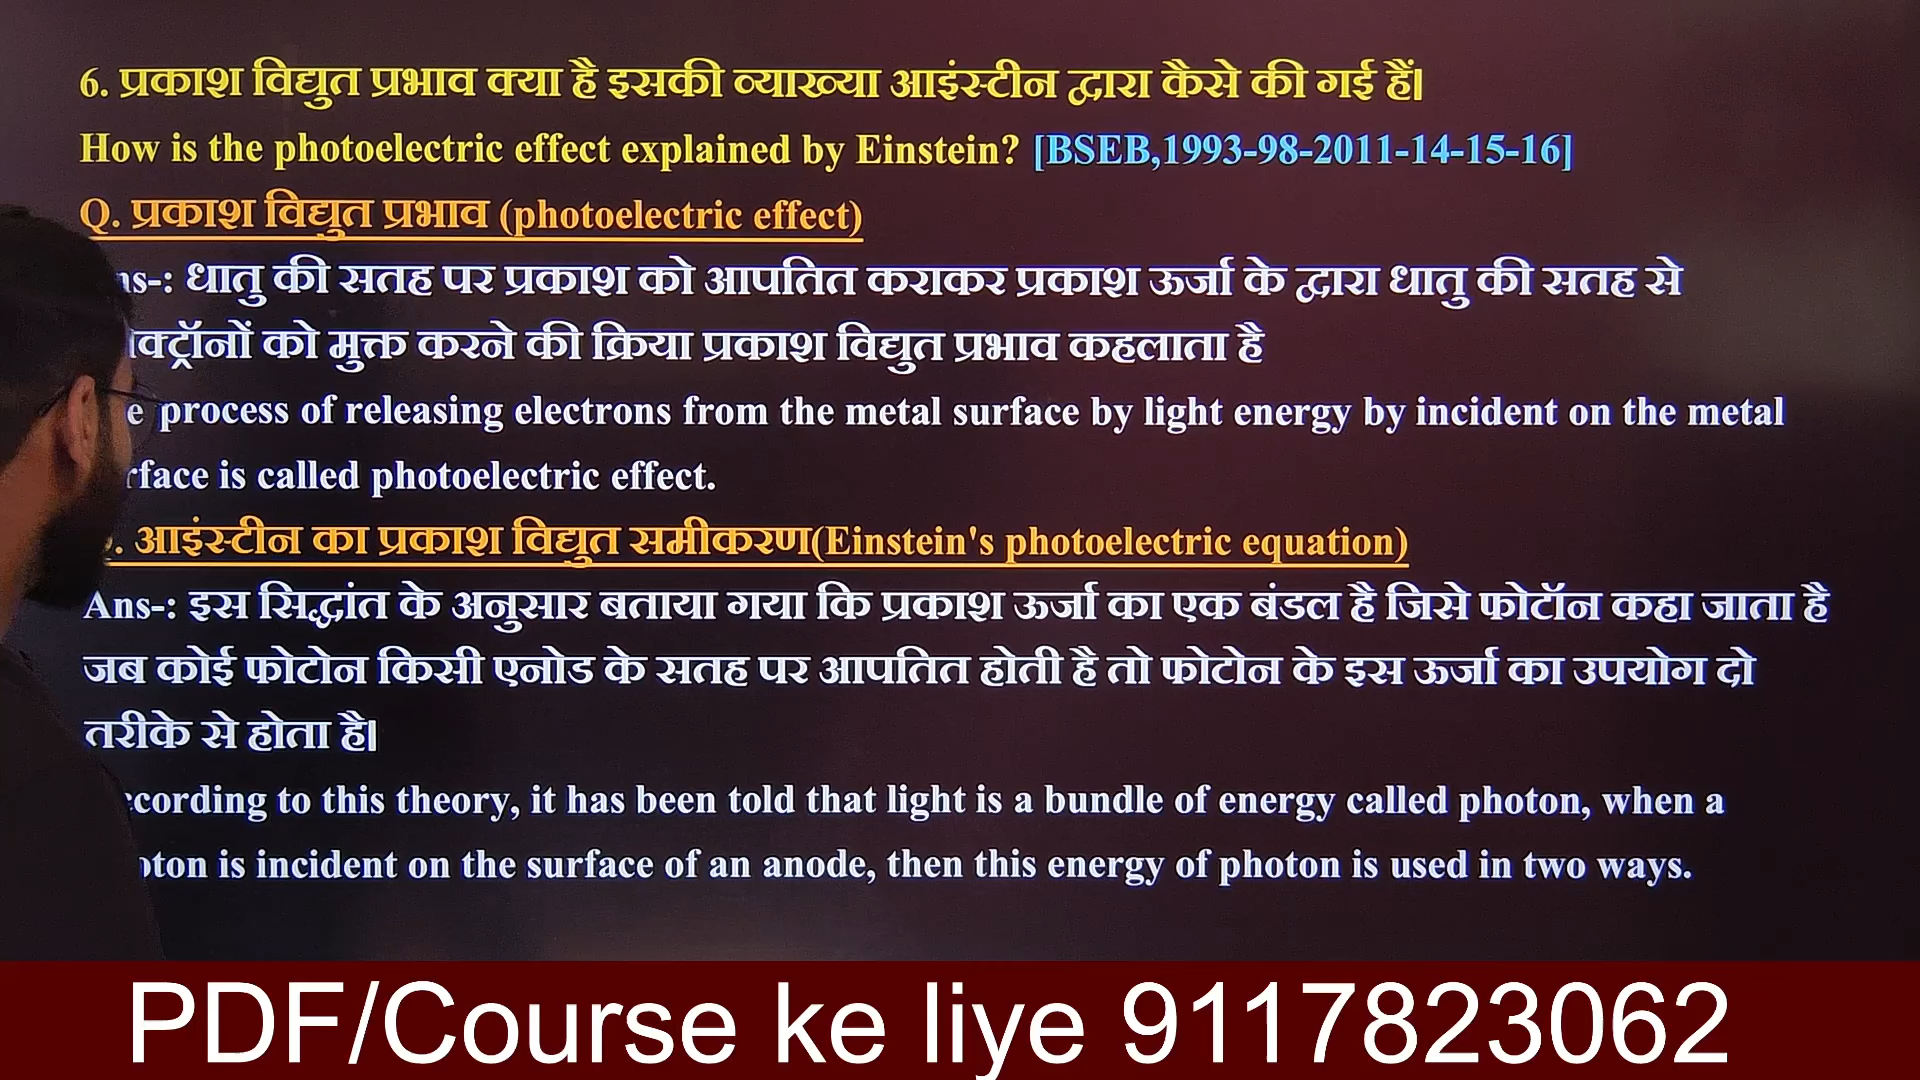 6. प्रकाश विद्युत प्रभाव क्या है इसकी व्याख्या आइंस्टीन द्वारा कैसे की गई हैं।
How is the photoelectric effect explained by Einstein? [BSEB,1993-98-2011-14-15-16]
Q. प्रकाश विद्युत प्रभाव (photoelectric effect)
धातु की सतह पर प्रकाश को आपतित कराकर प्रकाश ऊर्जा के द्वारा धातु की सतह से
को मुक्त करने की क्रिया प्रकाश विद्युत प्रभाव कहलाता है
process of releasing electrons from the metal surface by light energy by incident on the metal
is called photoelectric effect.
आइंस्टीन का प्रकाश विद्युत समीकरण(Einstein's photoelectric equation)
Ans-: इस सिद्धांत के अनुसार बताया गया कि प्रकाश ऊर्जा का एक बंडल है जिसे फोटॉन कहा जाता है
जब कोई फोटोन किसी एनोड के सतह पर आपतित होती है तो फोटोन के इस ऊर्जा का उपयोग दो
तरीके से होता है।
to this theory, it has been told that light is a bundle of energy called photon, when a
is incident on the surface of an anode, then this energy of photon is used in two ways.
PDF/Course ke liye 9117823062